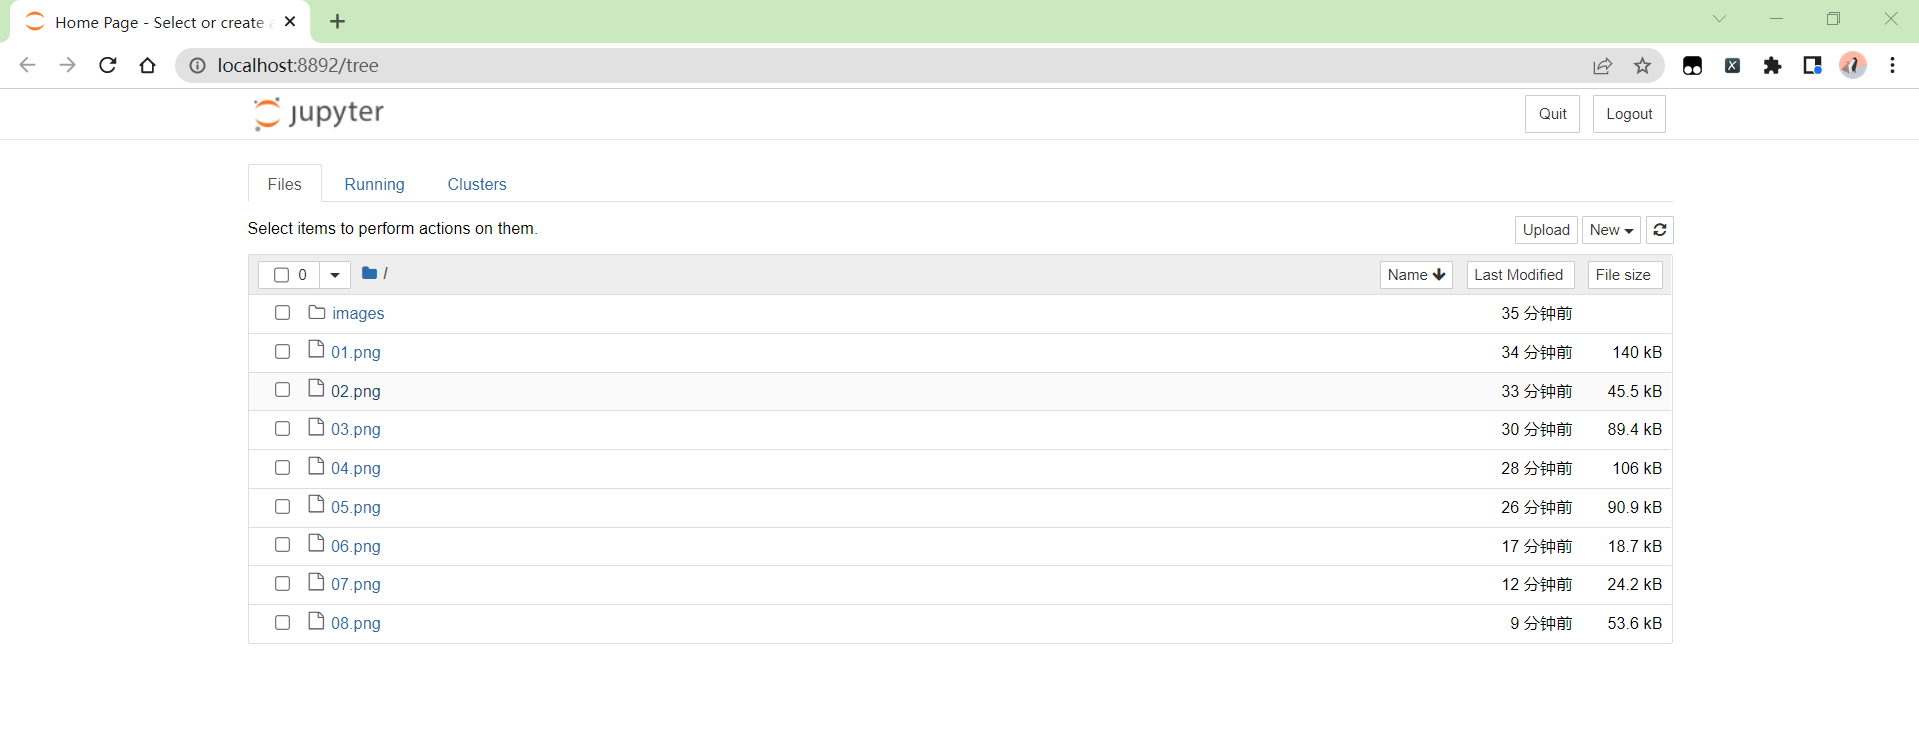 Home Page - Select or create a
localhost:8892/tree
jupyter
Quit
Logout
Files
Running
Clusters
Select items to perform actions on them.
Upload
New
0
/
Name
Last Modified
File size
images
35 分钟前
01.png
34 分钟前
140 kB
02.png
33 分钟前
45.5 kB
03.png
30 分钟前
89.4 kB
04.png
28 分钟前
106 kB
05.png
26 分钟前
90.9 kB
06.png
17 分钟前
18.7 kB
07.png
12 分钟前
24.2 kB
08.png
9 分钟前
53.6 kB